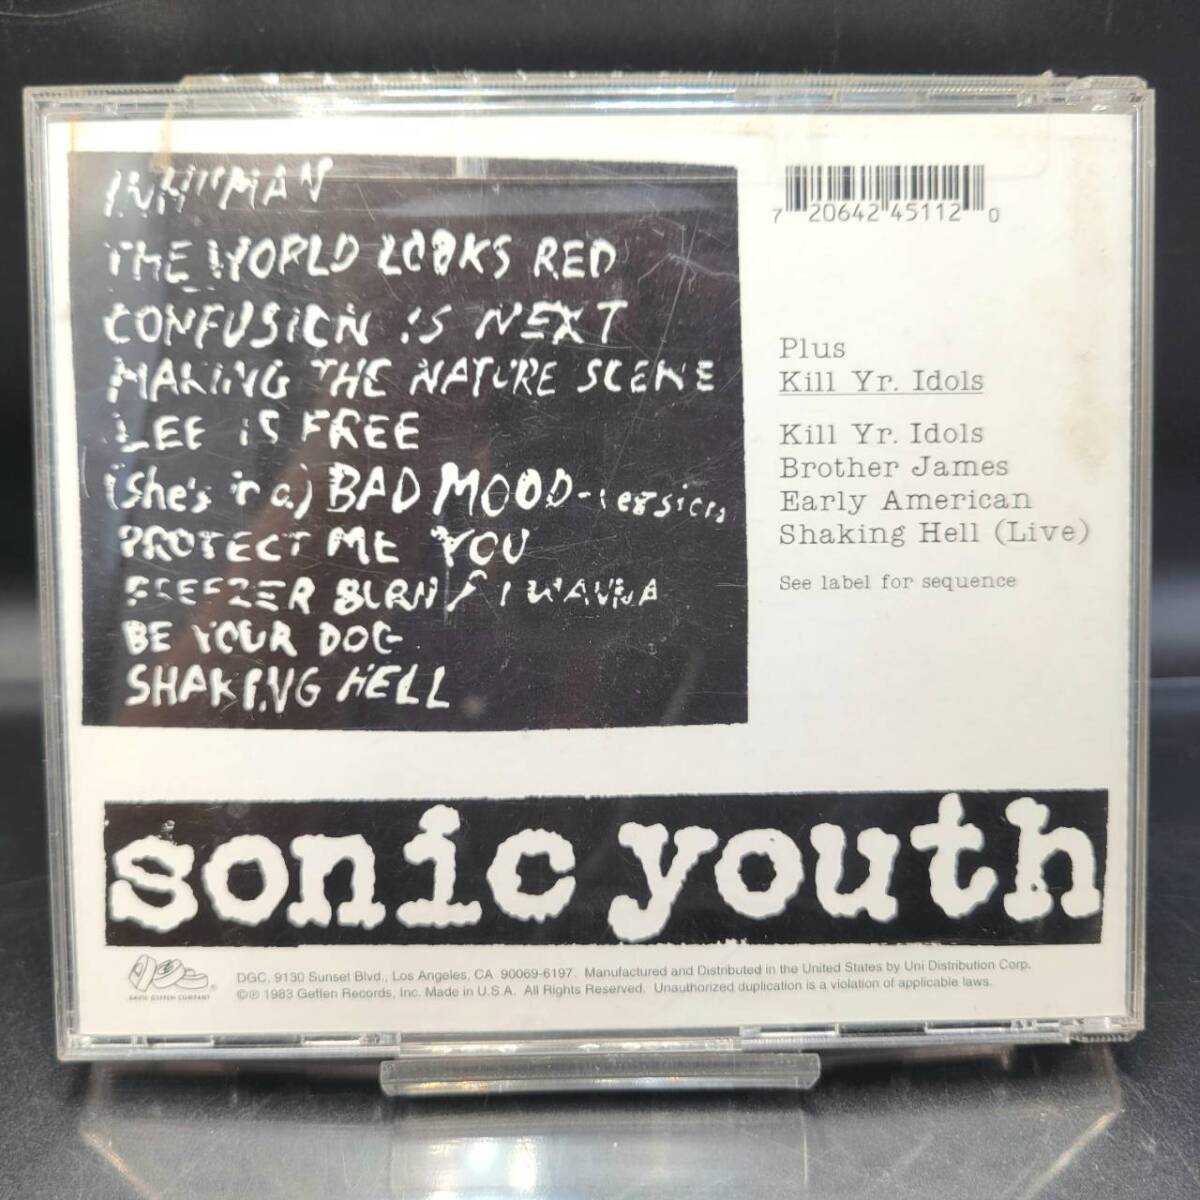 INHUMAN
THE WORLD LOOKS RED
CONFUSION IS NEXT
MAKING THE NATURE SCENE
LEE IS FREE
(She's in a) BAD MOOD-version
PROTECT ME YOU
FREEZER BURN / I WANNA
BE YOUR DOG
SHAKING HELL
7 20642 45112 0
Plus
Kill Yr. Idols
Kill Yr. Idols
Brother James
Early American
Shaking Hell (Live)
See label for sequence
sonic youth
DAVID GEFFEN COMPANY
®
DGC, 9130 Sunset Blvd., Los Angeles, CA 90069-6197. Manufactured and Distributed in the United States by Uni Distribution Corp.
©℗ 1983 Geffen Records, Inc. Made in U.S.A. All Rights Reserved. Unauthorized duplication is a violation of applicable laws.